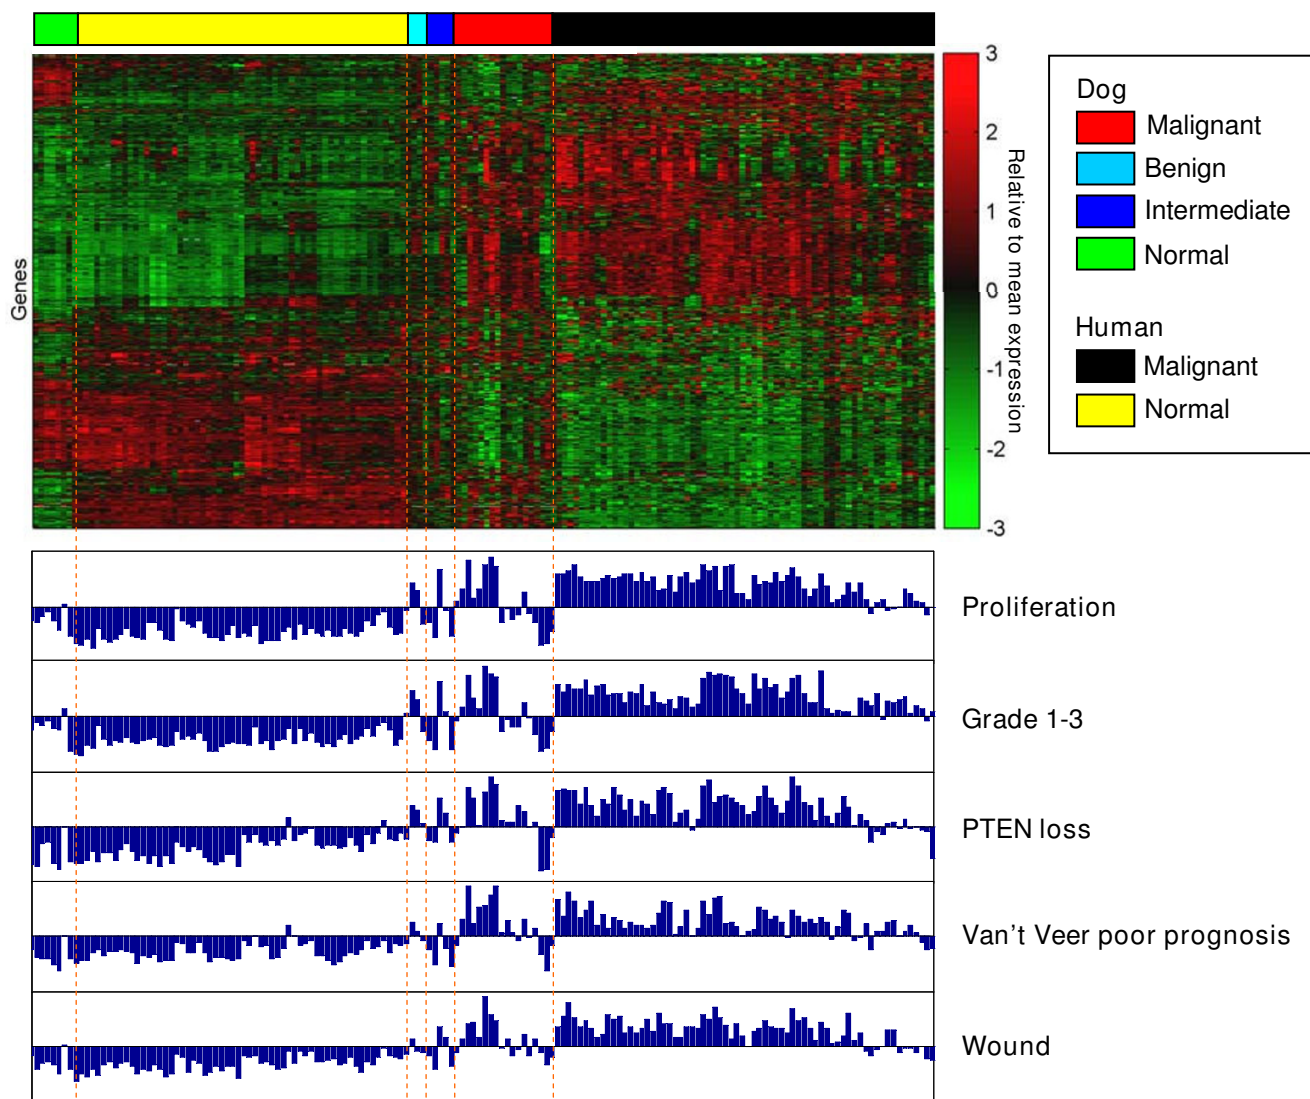 Genes
3
2
1
0
-1
-2
-3
Relative to mean expression
Dog
Malignant
Benign
Intermediate
Normal
Human
Malignant
Normal
Proliferation
Grade 1-3
PTEN loss
Van't Veer poor prognosis
Wound